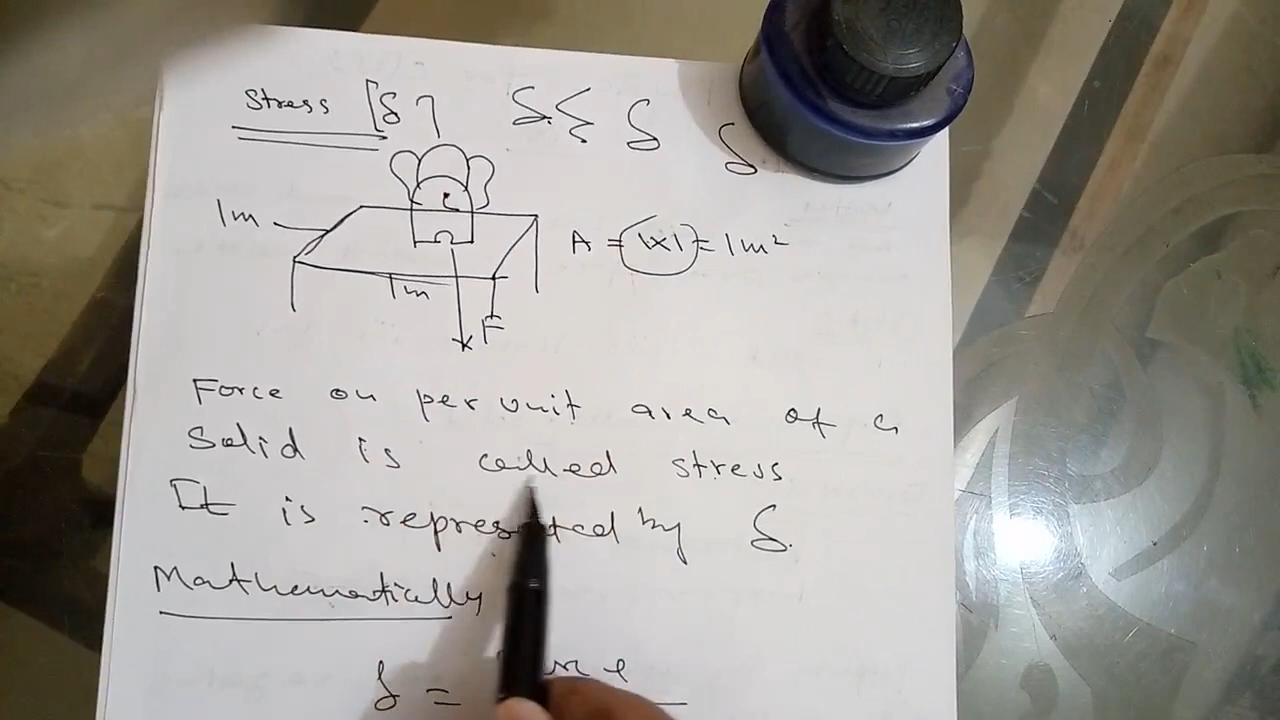 Stress [δ]
δ. δ δ
1m
A = 1x1 = 1m²
1m
F
Force on per unit area of a
Solid is called stress
It is represented by δ.
Mathematically
δ =